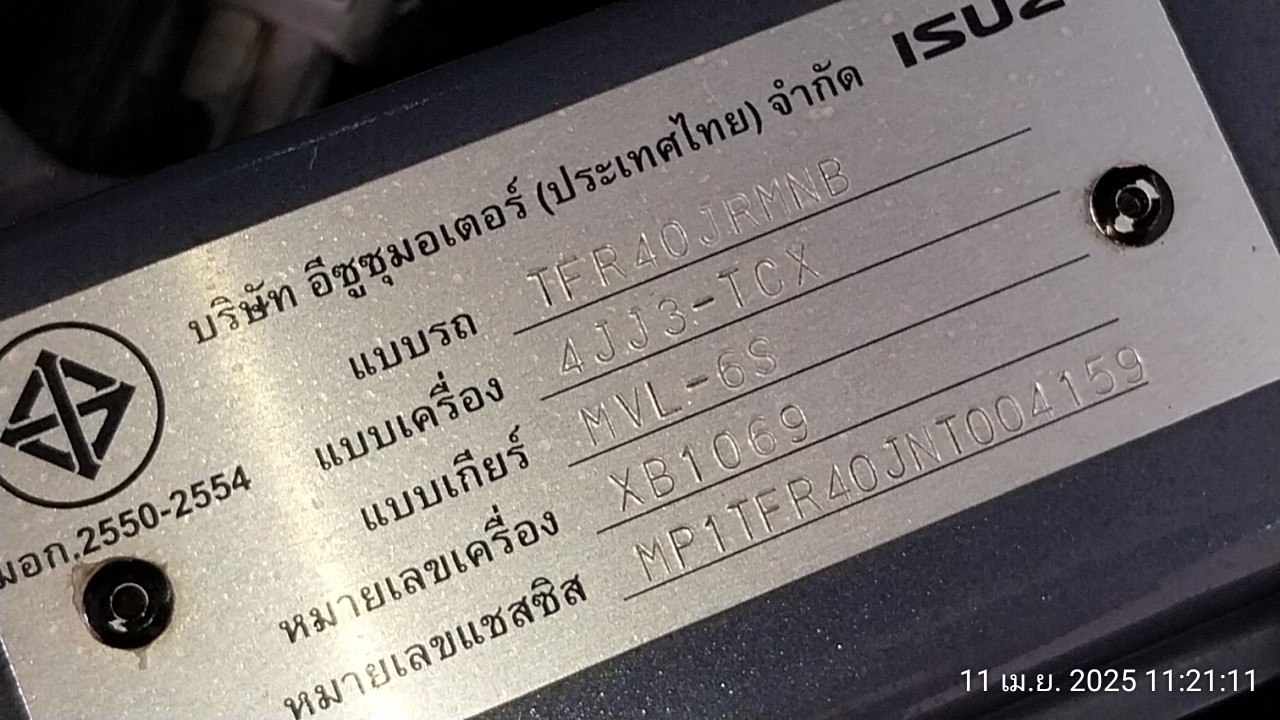 ISUZ
บริษัท อีซูซุมอเตอร์ (ประเทศไทย) จำกัด
แบบรถ TFR40JRMNB
แบบเครื่อง 4JJ3-TCX
แบบเกียร์ MVL-6S
หมายเลขเครื่อง XB1069
หมายเลขแชสซิส MP1TFR40JNT004159
มอก.2550-2554
11 เม.ย. 2025 11:21:11